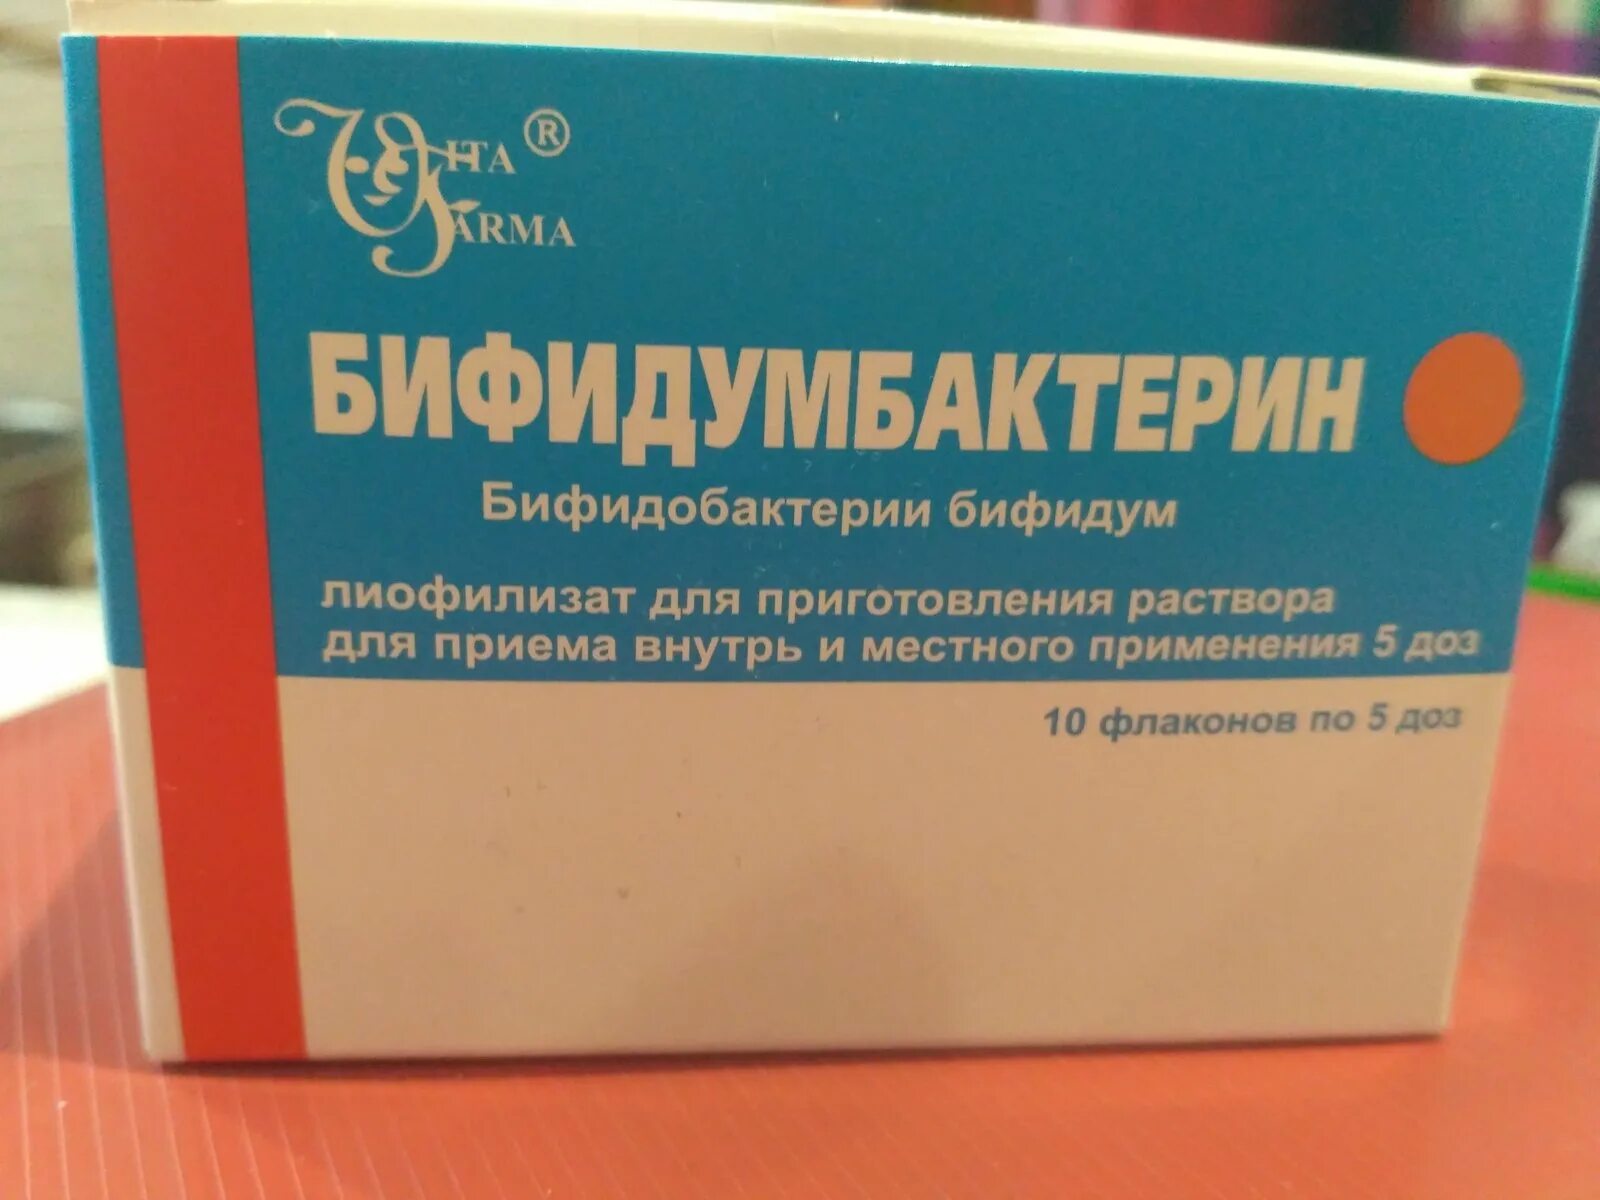 VITA ®
FARMA
БИФИДУМБАКТЕРИН
Бифидобактерии бифидум
лиофилизат для приготовления раствора
для приема внутрь и местного применения 5 доз
10 флаконов по 5 доз